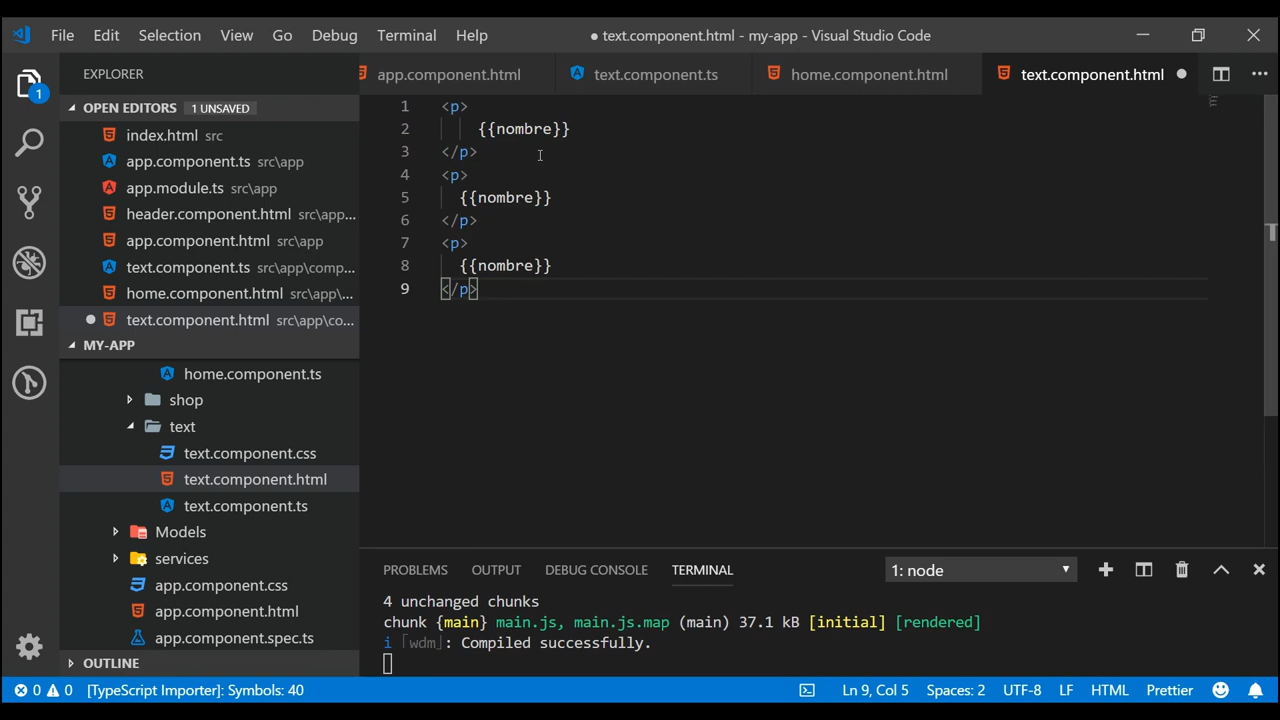 File Edit Selection View Go Debug Terminal Help ● text.component.html - my-app - Visual Studio Code
EXPLORER
app.component.html text.component.ts home.component.html text.component.html ●
1
OPEN EDITORS 1 UNSAVED
index.html src
app.component.ts src\app
app.module.ts src\app
header.component.html src\app...
app.component.html src\app
text.component.ts src\app\comp...
home.component.html src\app\...
text.component.html src\app\co...
MY-APP
home.component.ts
shop
text
text.component.css
text.component.html
text.component.ts
Models
services
app.component.css
app.component.html
app.component.spec.ts
OUTLINE
1 <p>
2 {{nombre}}
3 </p>
4 <p>
5 {{nombre}}
6 </p>
7 <p>
8 {{nombre}}
9 </p>
PROBLEMS OUTPUT DEBUG CONSOLE TERMINAL 1: node
4 unchanged chunks
chunk {main} main.js, main.js.map (main) 37.1 kB [initial] [rendered]
i ｢wdm｣: Compiled successfully.
0 0 [TypeScript Importer]: Symbols: 40 Ln 9, Col 5 Spaces: 2 UTF-8 LF HTML Prettier